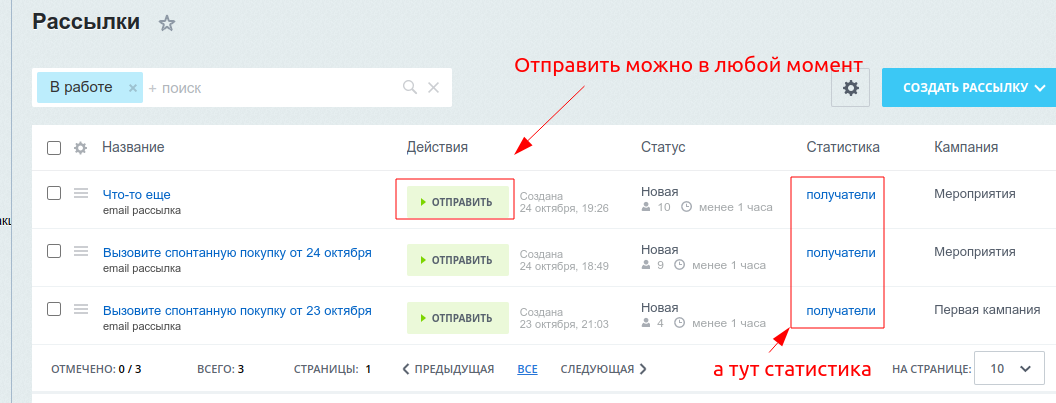 Рассылки
Отправить можно в любой момент
В работе × + поиск
СОЗДАТЬ РАССЫЛКУ
Название Действия Статус Статистика Кампания
Что-то еще
email рассылка
ОТПРАВИТЬ
Создана
24 октября, 19:26
Новая
10 менее 1 часа
получатели
Мероприятия
Вызовите спонтанную покупку от 24 октября
email рассылка
ОТПРАВИТЬ
Создана
24 октября, 18:49
Новая
9 менее 1 часа
получатели
Мероприятия
Вызовите спонтанную покупку от 23 октября
email рассылка
ОТПРАВИТЬ
Создана
23 октября, 21:03
Новая
4 менее 1 часа
получатели
Первая кампания
а тут статистика
ОТМЕЧЕНО: 0 / 3 ВСЕГО: 3 СТРАНИЦЫ: 1 ПРЕДЫДУЩАЯ ВСЕ СЛЕДУЮЩАЯ НА СТРАНИЦЕ: 10